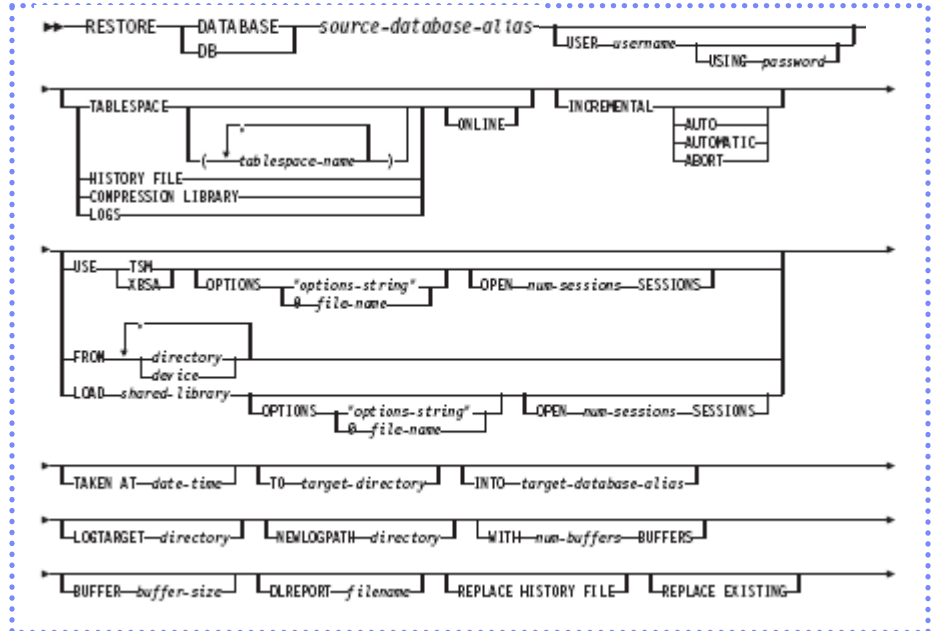 RESTORE DATABASE source-database-alias
DB USER username
USING password
TABLESPACE ONLINE INCREMENTAL
, AUTO
( tablespace-name ) AUTOMATIC
ABORT
HISTORY FILE
COMPRESSION LIBRARY
LOGS
USE TSM
XBSA OPTIONS "options-string" OPEN num-sessions SESSIONS
@ file-name
,
FROM directory
device
LOAD shared-library
OPTIONS "options-string" OPEN num-sessions SESSIONS
@ file-name
TAKEN AT date-time TO target-directory INTO target-database-alias
LOGTARGET directory NEWLOGPATH directory WITH num-buffers BUFFERS
BUFFER buffer-size DLREPORT filename REPLACE HISTORY FILE REPLACE EXISTING